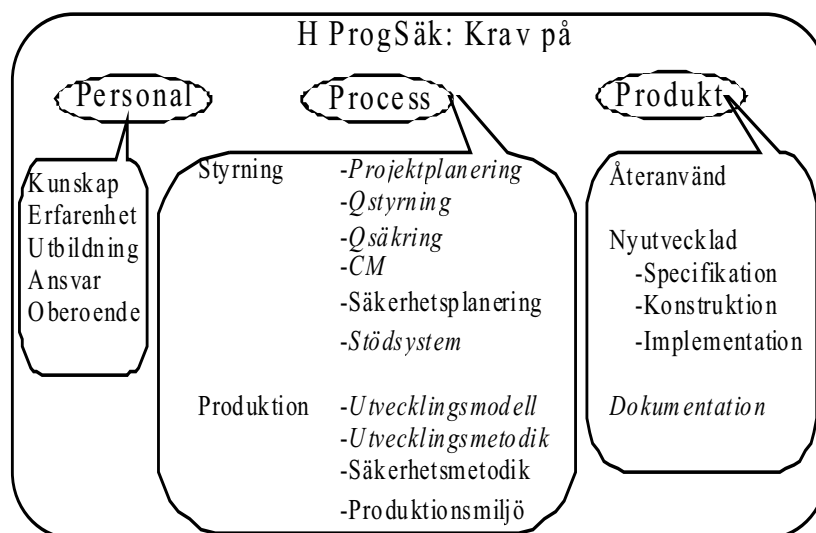 H ProgSäk: Krav på
Personal
Kunskap
Erfarenhet
Utbildning
Ansvar
Oberoende
Process
Styrning -Projektplanering
-Qstyrning
-Qsäkring
-CM
-Säkerhetsplanering
-Stödsystem
Produktion -Utvecklingsmodell
-Utvecklingsmetodik
-Säkerhetsmetodik
-Produktionsmiljö
Produkt
Återanvänd
Nyutvecklad
-Specifikation
-Konstruktion
-Implementation
Dokumentation